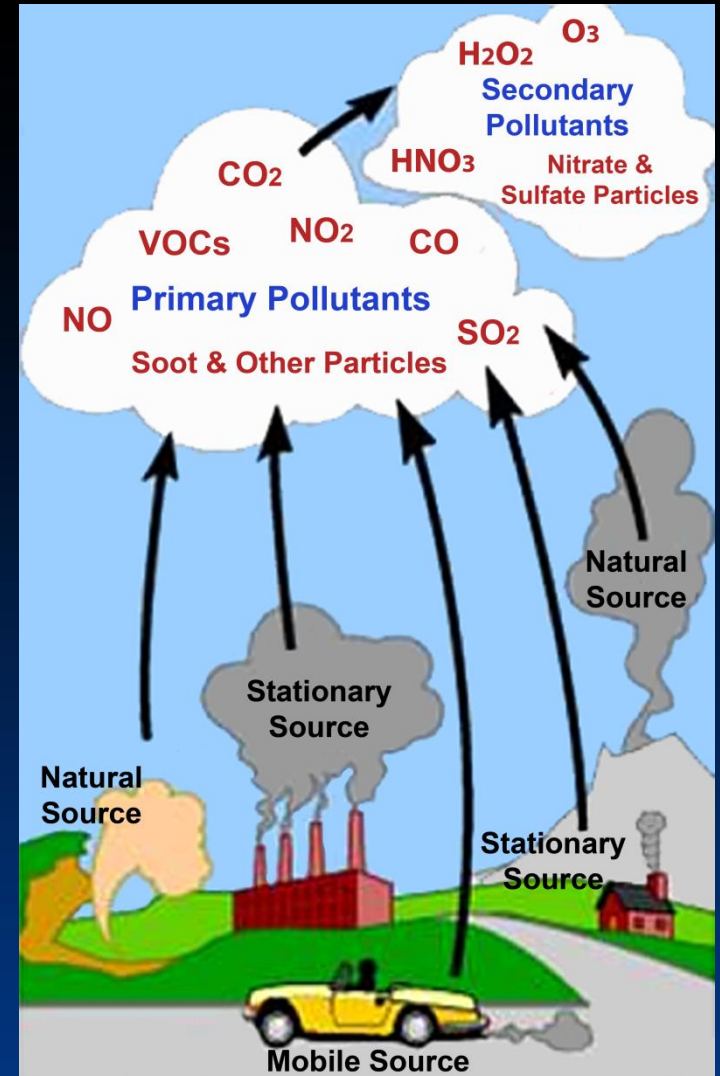 O3
H2O2
Secondary
Pollutants
HNO3
Nitrate &
Sulfate Particles
CO2
VOCs
NO2
CO
Primary Pollutants
NO
SO2
Soot & Other Particles
Natural
Source
Stationary
Source
Natural
Source
Stationary
Source
Mobile Source